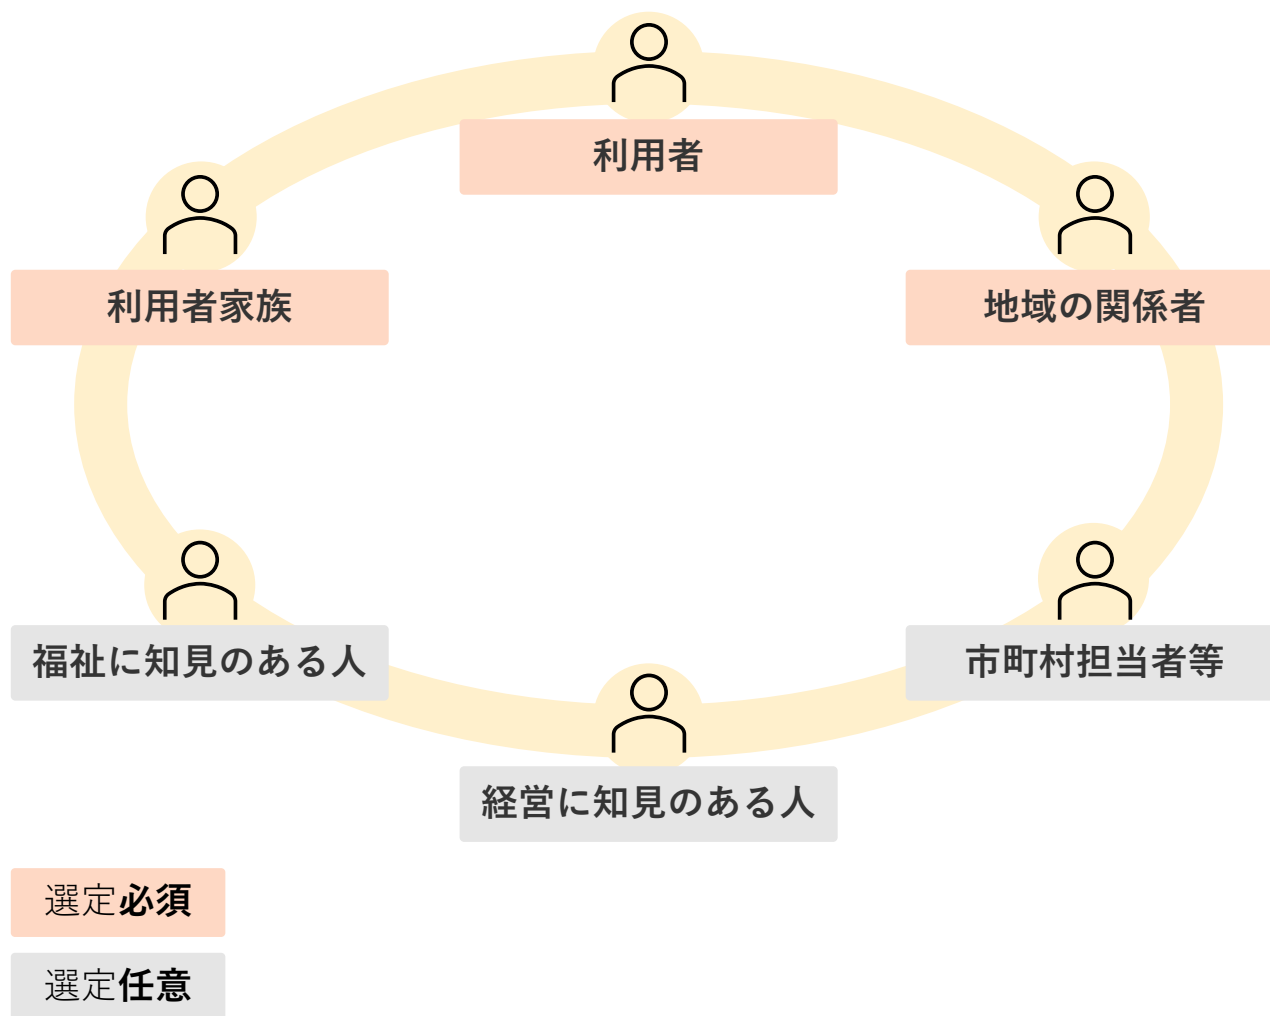 利用者
利用者家族
地域の関係者
福祉に知見のある人
市町村担当者等
経営に知見のある人
選定必須
選定任意